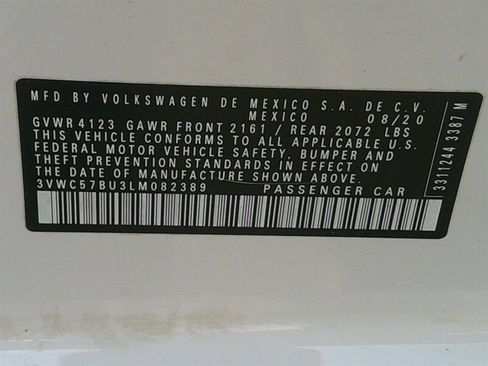 MFD BY VOLKSWAGEN DE MEXICO S.A. DE C.V.
MEXICO 08/20
GVWR 4123 GAWR FRONT 2161 / REAR 2072 LBS
THIS VEHICLE CONFORMS TO ALL APPLICABLE U.S.
FEDERAL MOTOR VEHICLE SAFETY, BUMPER AND
THEFT PREVENTION STANDARDS IN EFFECT ON
THE DATE OF MANUFACTURE SHOWN ABOVE.
3VWC57BU3LM082389 PASSENGER CAR
3311244 3387 M